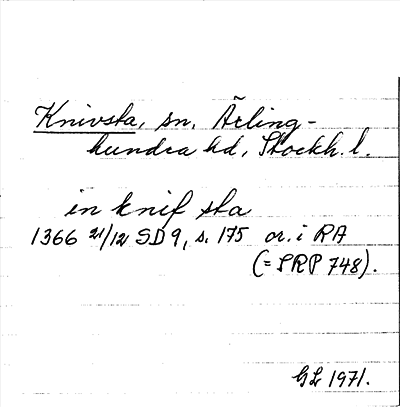 Knivsta, sn, Ärling-
hundra hd, Stockh. l.
in knif sta
1366 21/12 SD 9, s. 175 or. i RA
(= SRP 748).
GL 1971.